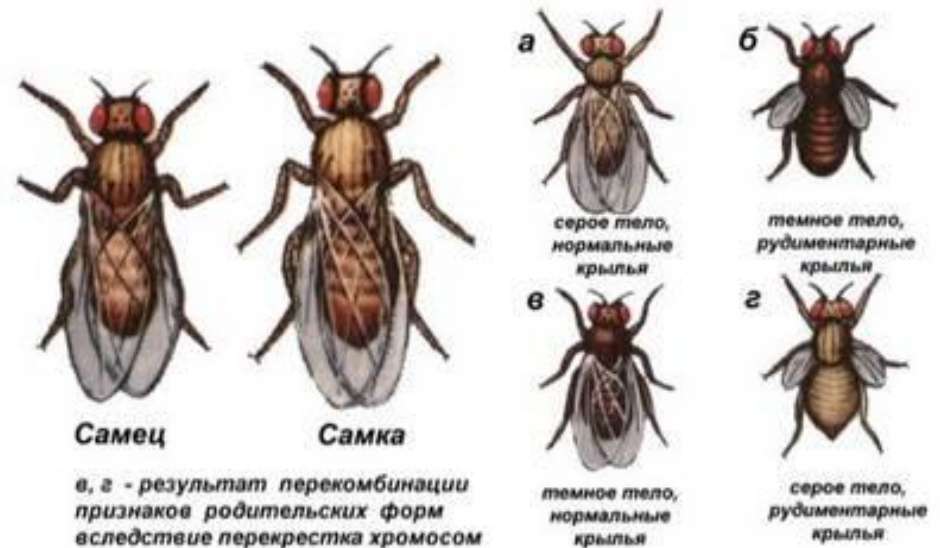 а
серое тело,
нормальные
крылья
б
темное тело,
рудиментарные
крылья
в
темное тело,
нормальные
крылья
г
серое тело,
рудиментарные
крылья
Самец
Самка
в, г - результат перекомбинации
признаков родительских форм
вследствие перекрестка хромосом